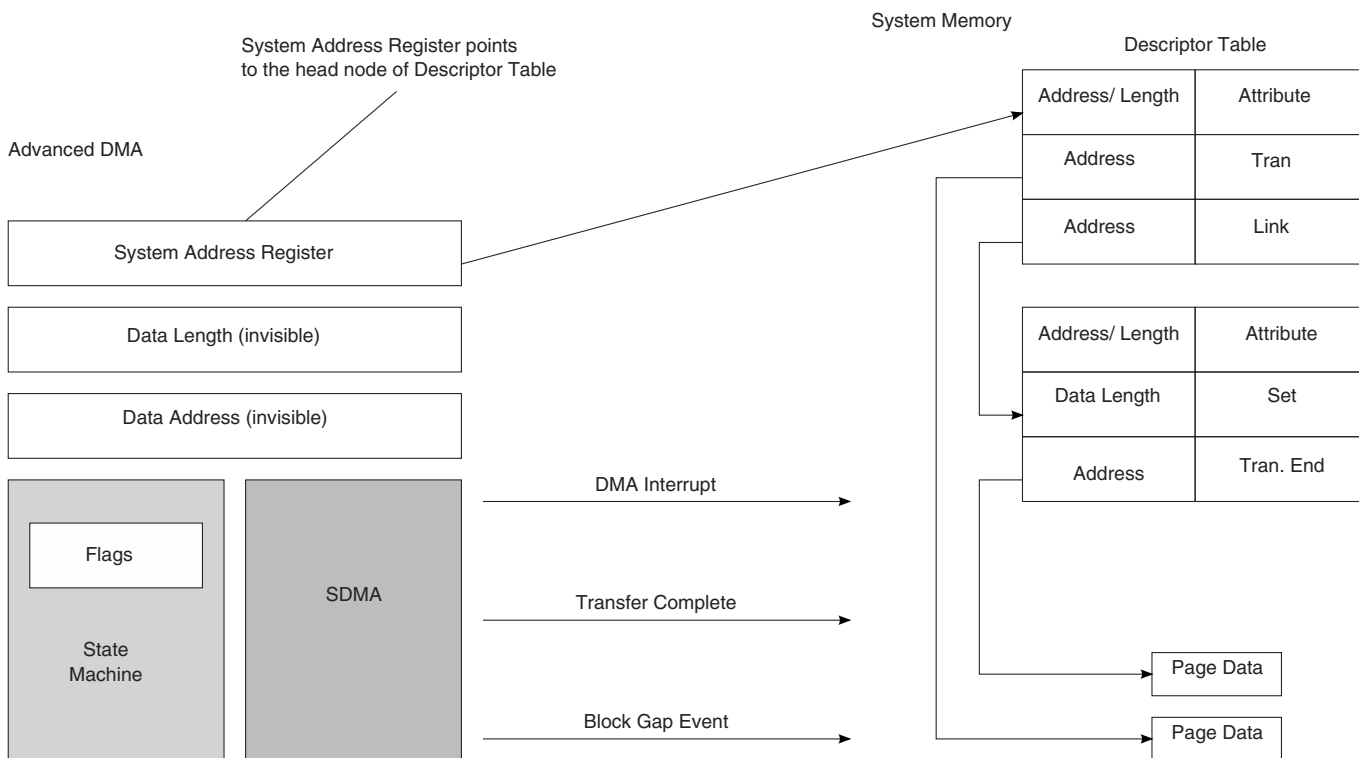 System Memory
System Address Register points
to the head node of Descriptor Table
Advanced DMA
System Address Register
Data Length (invisible)
Data Address (invisible)
Flags
State
Machine
SDMA
DMA Interrupt
Transfer Complete
Block Gap Event
Descriptor Table
Address/ Length Attribute
Address Tran
Address Link
Address/ Length Attribute
Data Length Set
Address Tran. End
Page Data
Page Data